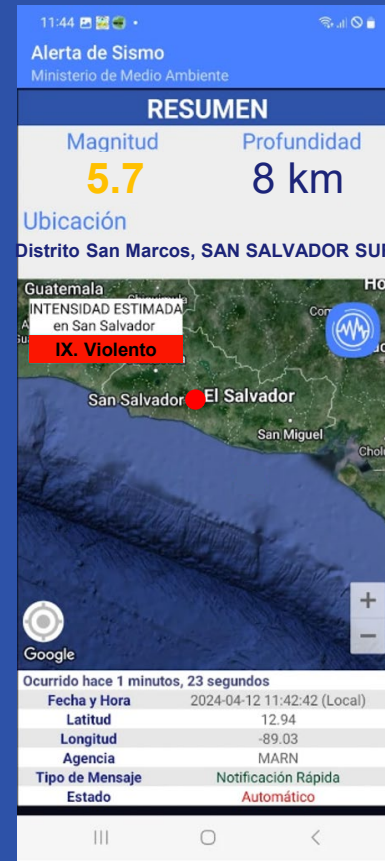 11:44
Alerta de Sismo
Ministerio de Medio Ambiente
RESUMEN
Magnitud
Profundidad
5.7
8 km
Ubicación
Distrito San Marcos, SAN SALVADOR SUR
Guatemala
Ho
INTENSIDAD ESTIMADA
en San Salvador
IX. Violento
San Salvador
El Salvador
San Miguel
Cholu
Google
+
−
Ocurrido hace 1 minutos, 23 segundos
Fecha y Hora 2024-04-12 11:42:42 (Local)
Latitud 12.94
Longitud -89.03
Agencia MARN
Tipo de Mensaje Notificación Rápida
Estado Automático